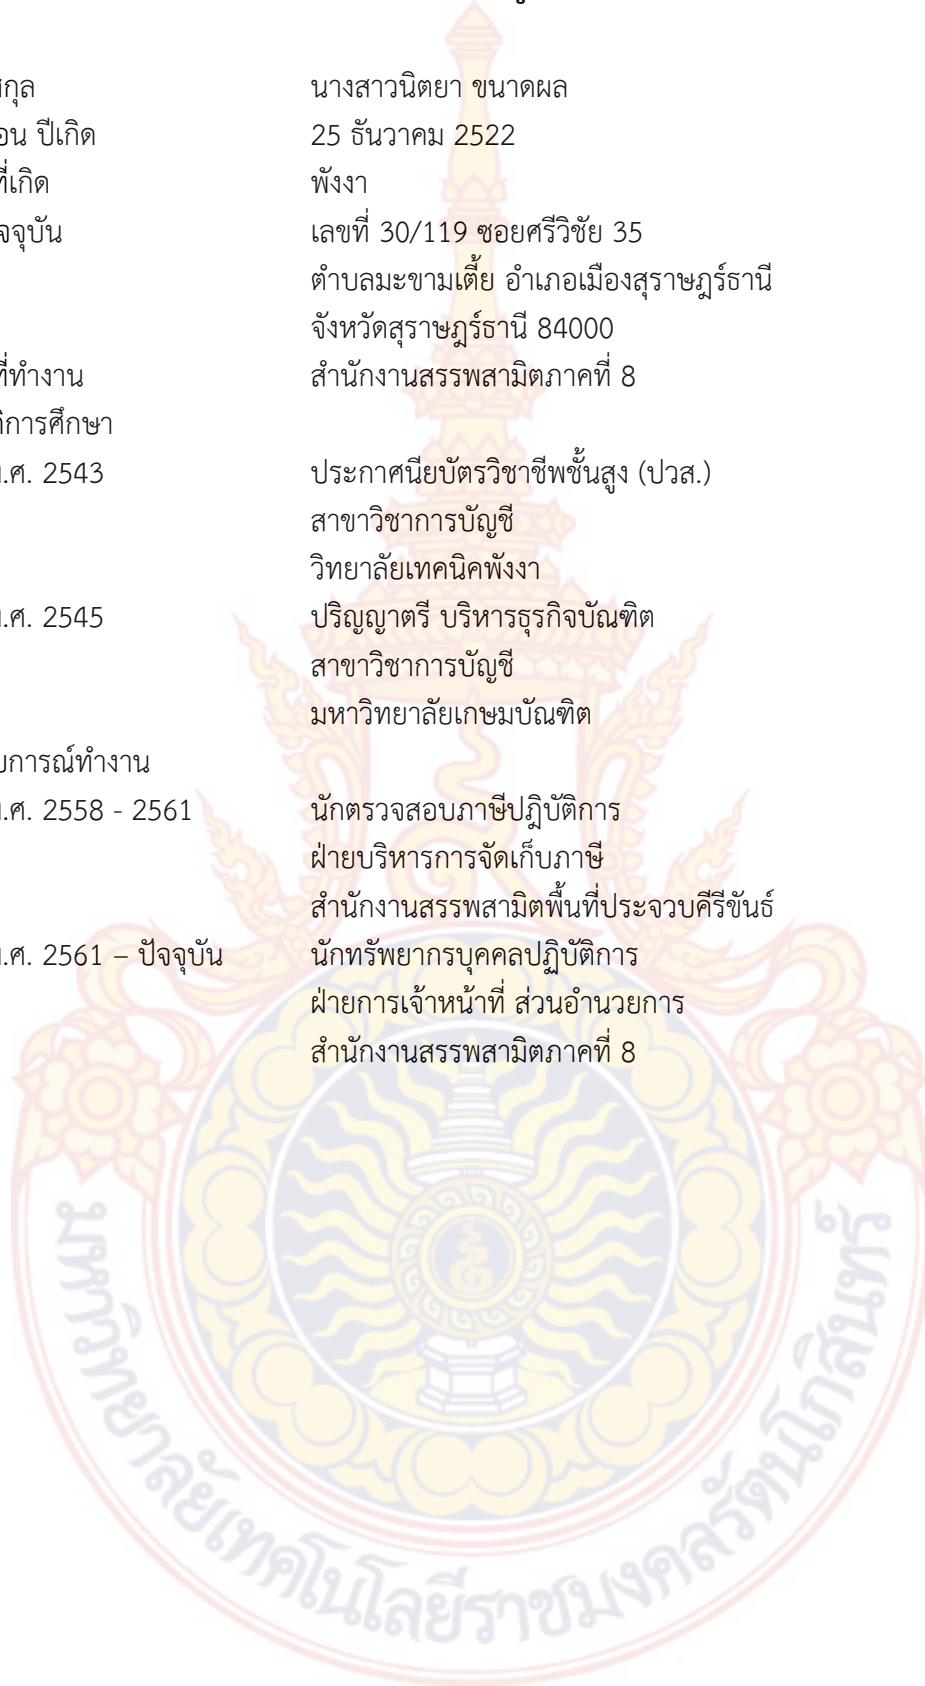 สกุล นางสาวนิตยา ขนาดผล
อน ปีเกิด 25 ธันวาคม 2522
ที่เกิด พังงา
จจุบัน เลขที่ 30/119 ซอยศรีวิชัย 35
ตำบลมะขามเตี้ย อำเภอเมืองสุราษฎร์ธานี
จังหวัดสุราษฎร์ธานี 84000
ที่ทำงาน สำนักงานสรรพสามิตภาคที่ 8
ติการศึกษา
.ศ. 2543 ประกาศนียบัตรวิชาชีพชั้นสูง (ปวส.)
สาขาวิชาการบัญชี
วิทยาลัยเทคนิคพังงา
.ศ. 2545 ปริญญาตรี บริหารธุรกิจบัณฑิต
สาขาวิชาการบัญชี
มหาวิทยาลัยเกษมบัณฑิต
บการณ์ทำงาน
.ศ. 2558 - 2561 นักตรวจสอบภาษีปฎิบัติการ
ฝ่ายบริหารการจัดเก็บภาษี
สำนักงานสรรพสามิตพื้นที่ประจวบคีรีขันธ์
.ศ. 2561 – ปัจจุบัน นักทรัพยากรบุคคลปฏิบัติการ
ฝ่ายการเจ้าหน้าที่ ส่วนอำนวยการ
สำนักงานสรรพสามิตภาคที่ 8
มหาวิทยาลัยเทคโนโลยีราชมงคลรัตนโกสินทร์